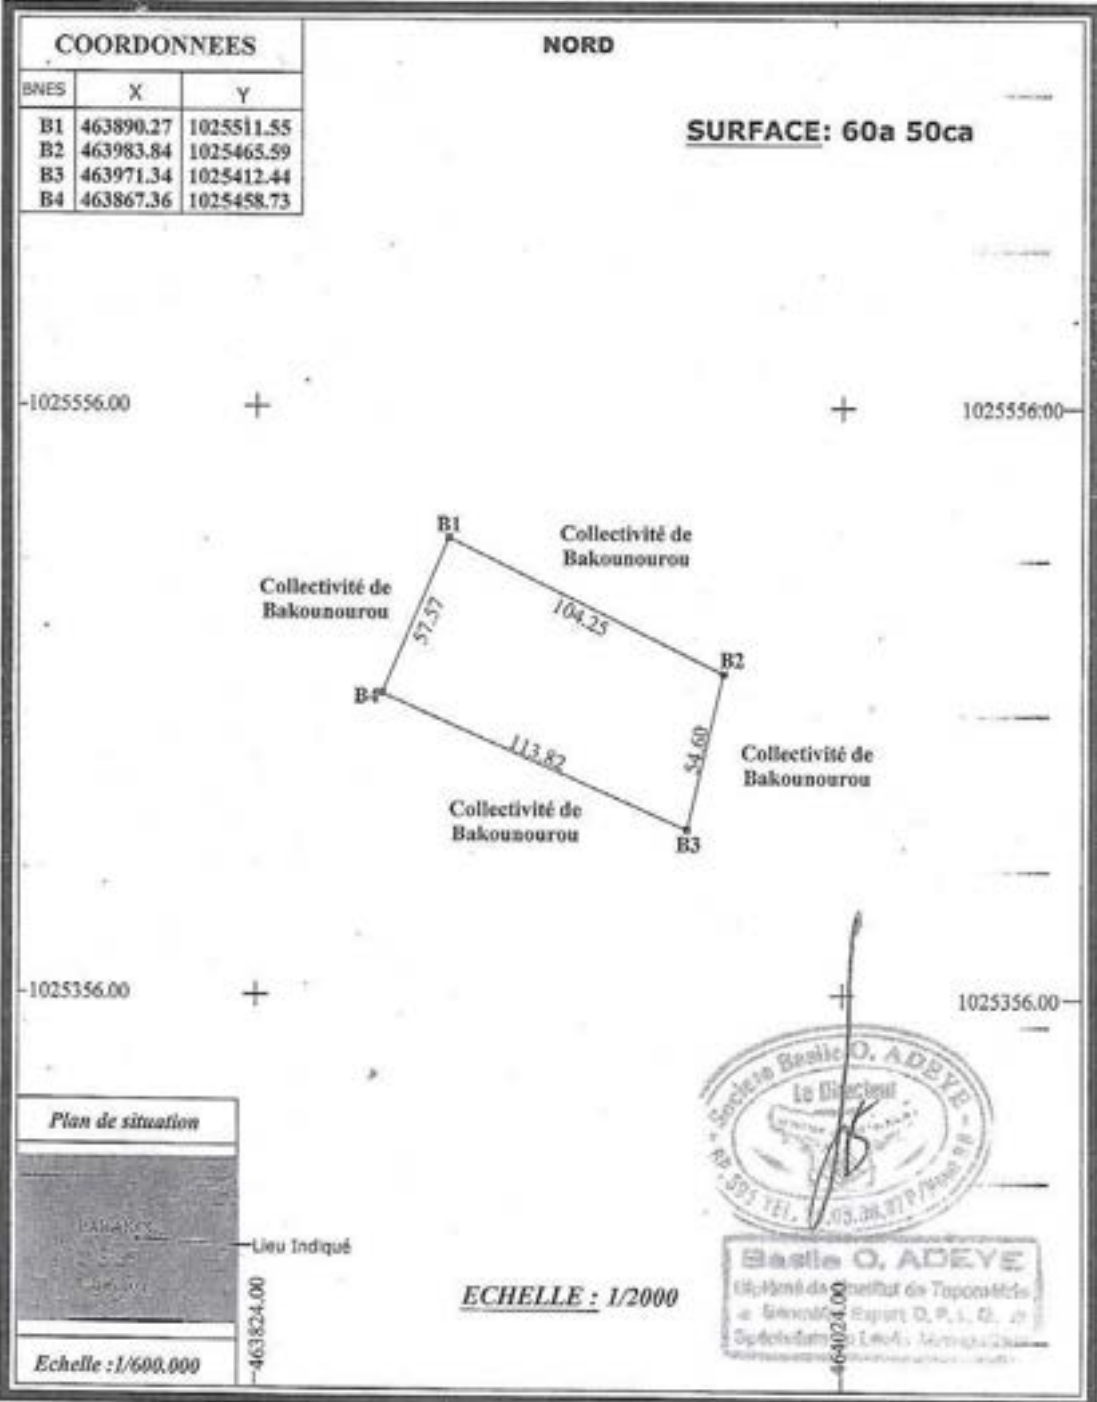 COORDONNEES
BNES X Y
B1 463890.27 1025511.55
B2 463983.84 1025465.59
B3 463971.34 1025412.44
B4 463867.36 1025458.73
NORD
SURFACE: 60a 50ca
1025556.00
1025556.00
B1
Collectivité de
Bakounourou
Collectivité de
Bakounourou
57.57
104.25
B2
B4
113.82
54.60
Collectivité de
Bakounourou
Collectivité de
Bakounourou
B3
1025356.00
1025356.00
Societe Basile O. ADEYE
Le Directeur
Plan de situation
Lieu Indiqué
Basile O. ADEYE
463824.00
464024.00
ECHELLE : 1/2000
Echelle :1/600.000